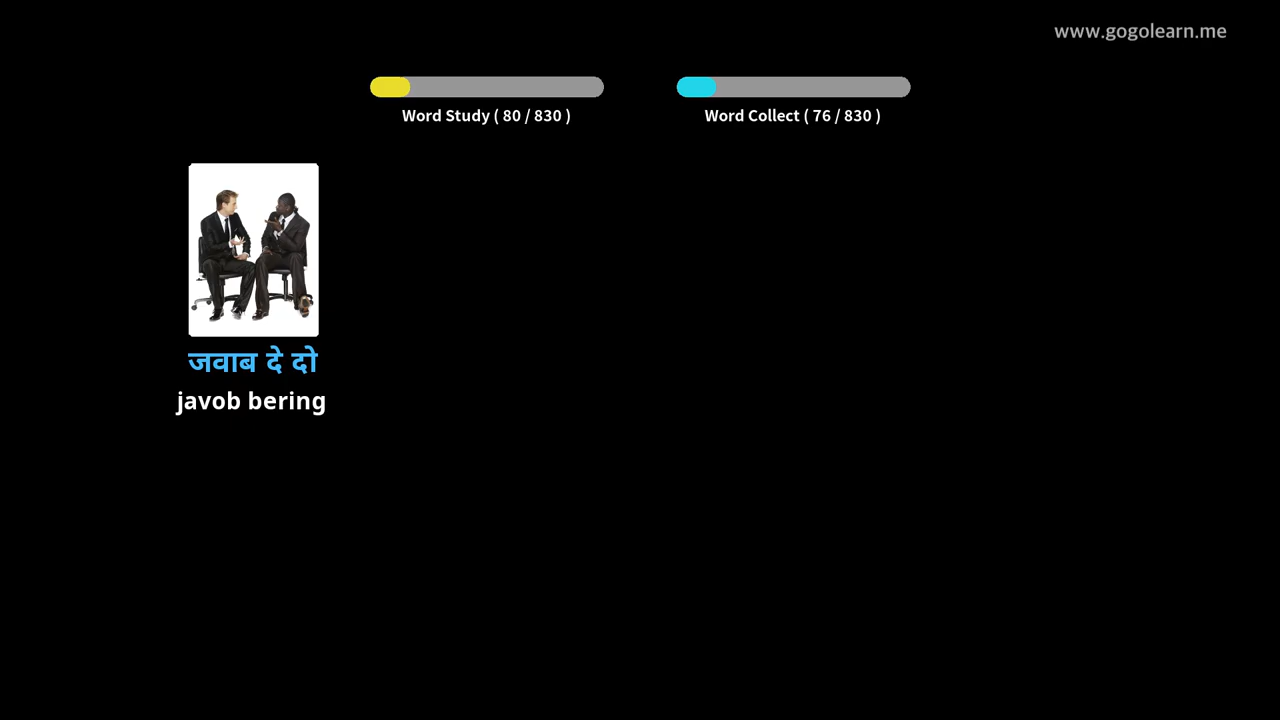 www.gogolearn.me
Word Study ( 80 / 830 )
Word Collect ( 76 / 830 )
जवाब दे दो
javob bering